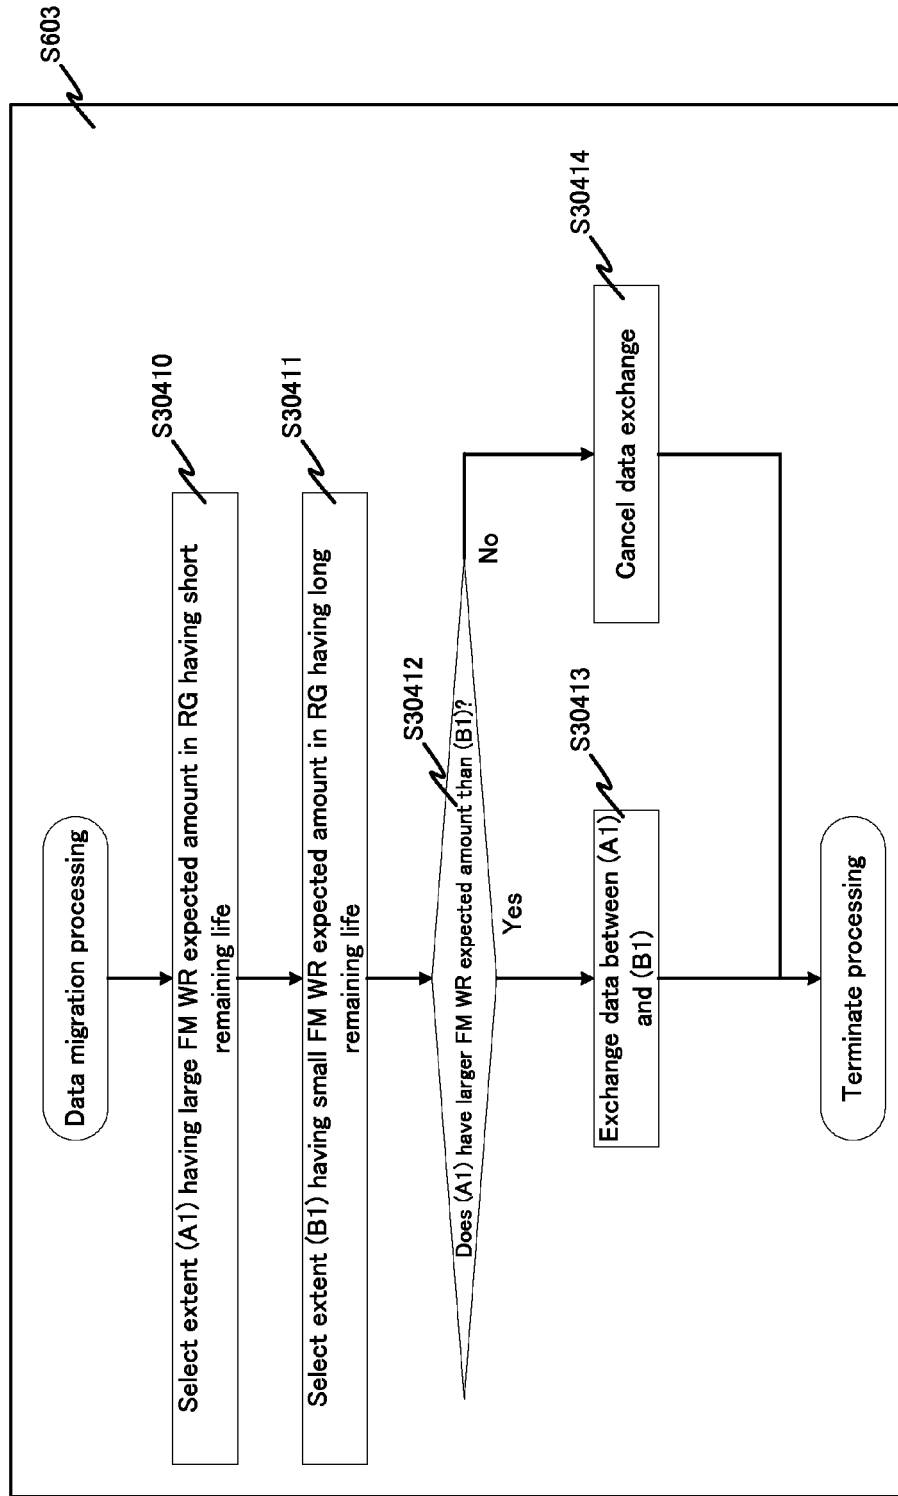 S603
Data migration processing
S30410
Select extent (A1) having large FM WR expected amount in RG having short
remaining life
S30411
Select extent (B1) having small FM WR expected amount in RG having long
remaining life
S30412
Does (A1) have larger FM WR expected amount than (B1)?
No
Yes
S30413
Exchange data between (A1)
and (B1)
S30414
Cancel data exchange
Terminate processing